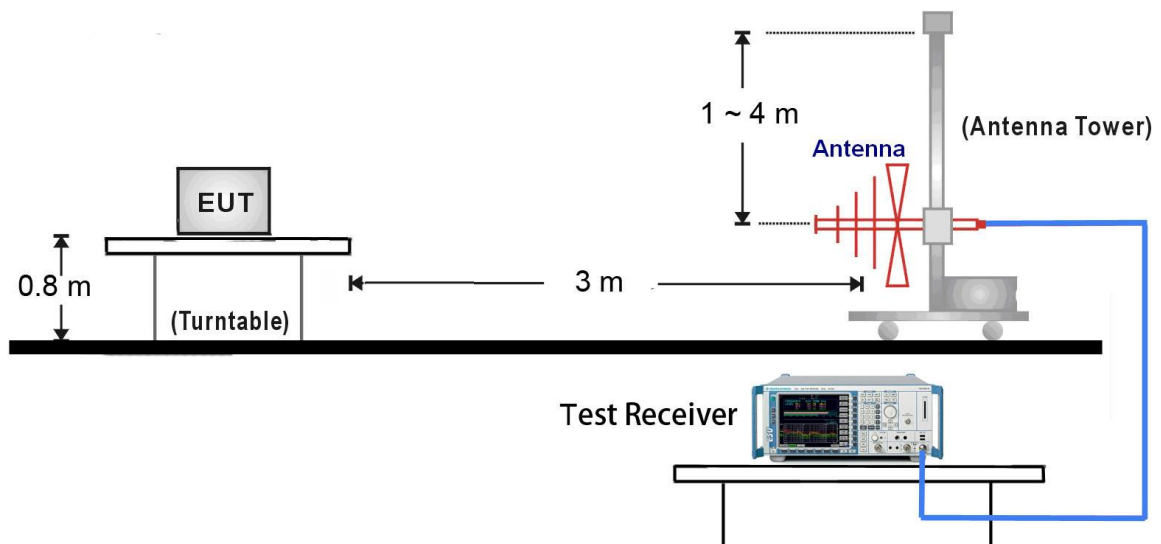 1 ~ 4 m
(Antenna Tower)
Antenna
EUT
0.8 m
3 m
(Turntable)
Test Receiver